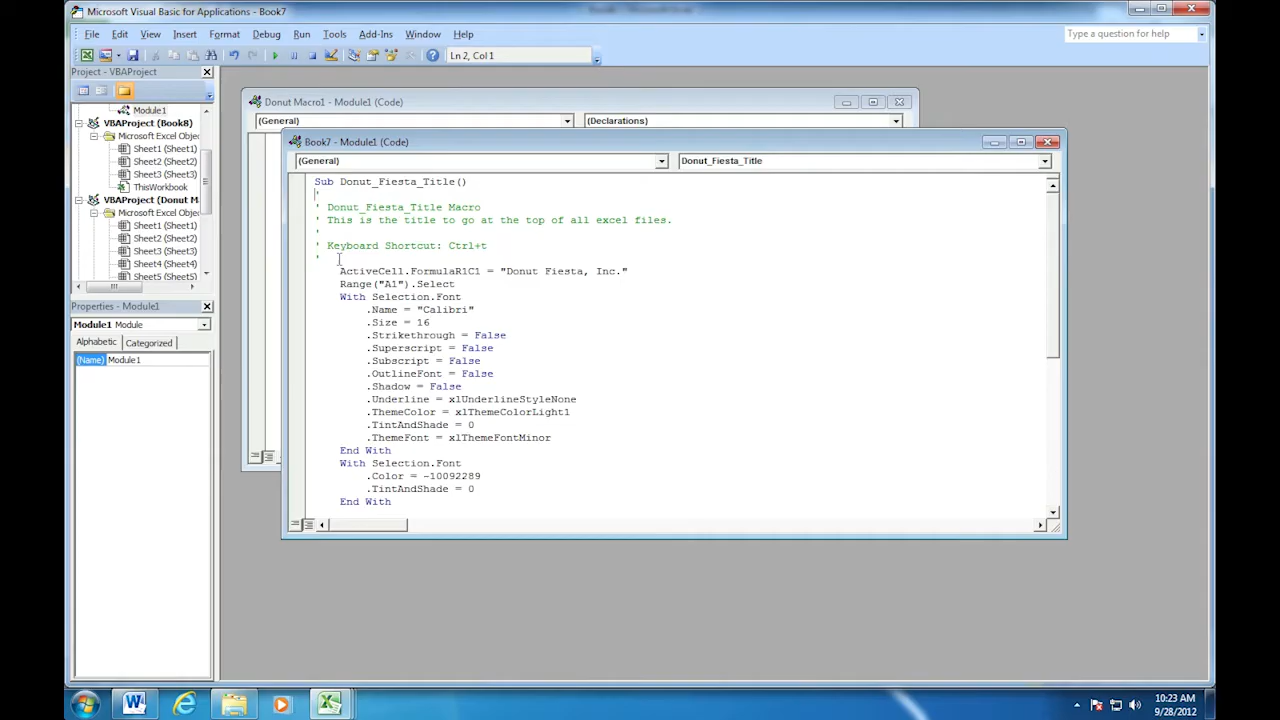 Microsoft Visual Basic for Applications - Book7
File Edit View Insert Format Debug Run Tools Add-Ins Window Help
Type a question for help
Ln 2, Col 1
Project - VBAProject
Module1
VBAProject (Book8)
Microsoft Excel Objec
Sheet1 (Sheet1)
Sheet2 (Sheet2)
Sheet3 (Sheet3)
ThisWorkbook
VBAProject (Donut M
Microsoft Excel Objec
Sheet1 (Sheet1)
Sheet2 (Sheet2)
Sheet3 (Sheet3)
Sheet4 (Sheet4)
Sheet5 (Sheet5)
Properties - Module1
Module1 Module
Alphabetic Categorized
(Name) Module1
Donut Macro1 - Module1 (Code)
(General) (Declarations)
Book7 - Module1 (Code)
(General) Donut_Fiesta_Title
Sub Donut_Fiesta_Title()
'
' Donut_Fiesta_Title Macro
' This is the title to go at the top of all excel files.
'
' Keyboard Shortcut: Ctrl+t
'
ActiveCell.FormulaR1C1 = "Donut Fiesta, Inc."
Range("A1").Select
With Selection.Font
.Name = "Calibri"
.Size = 16
.Strikethrough = False
.Superscript = False
.Subscript = False
.OutlineFont = False
.Shadow = False
.Underline = xlUnderlineStyleNone
.ThemeColor = xlThemeColorLight1
.TintAndShade = 0
.ThemeFont = xlThemeFontMinor
End With
With Selection.Font
.Color = -10092289
.TintAndShade = 0
End With
10:23 AM
9/28/2012